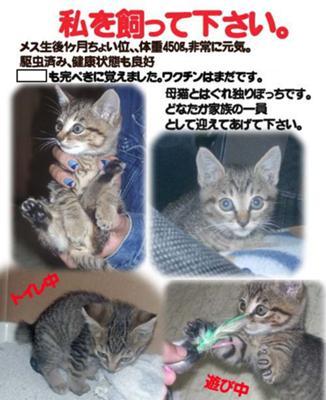 私を飼って下さい。
メス生後1ヶ月ちょい位、、体重450g,非常に元気。
駆虫済み、健康状態も良好
も完ぺきに覚えました。ワクチンはまだです。
母猫とはぐれ独りぼっちです。
どなたか家族の一員
として迎えてあげて下さい。
トイレ中
遊び中